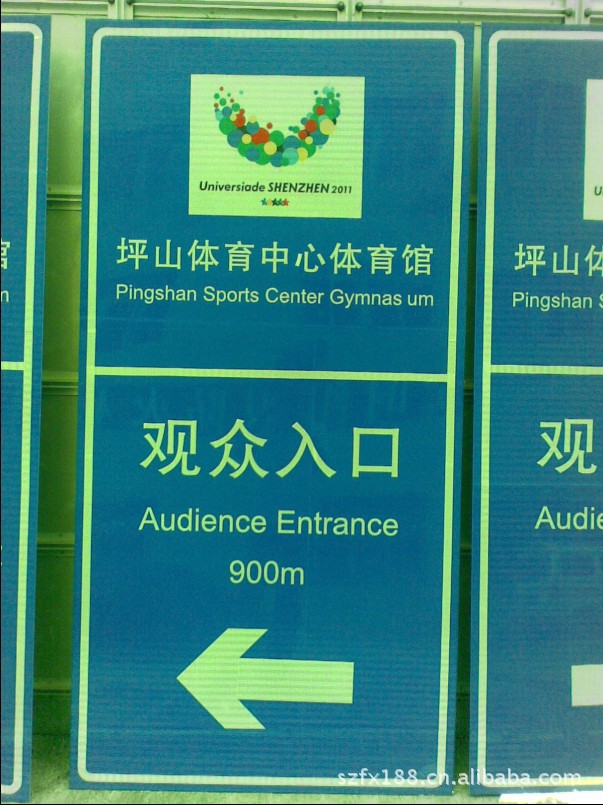 Universiade SHENZHEN 2011
坪山体育中心体育馆
Pingshan Sports Center Gymnas um
观众入口
Audience Entrance
900m
馆
m
坪山体
Pingshan S
观
Audie
U
szfx188.cn.alibaba.com